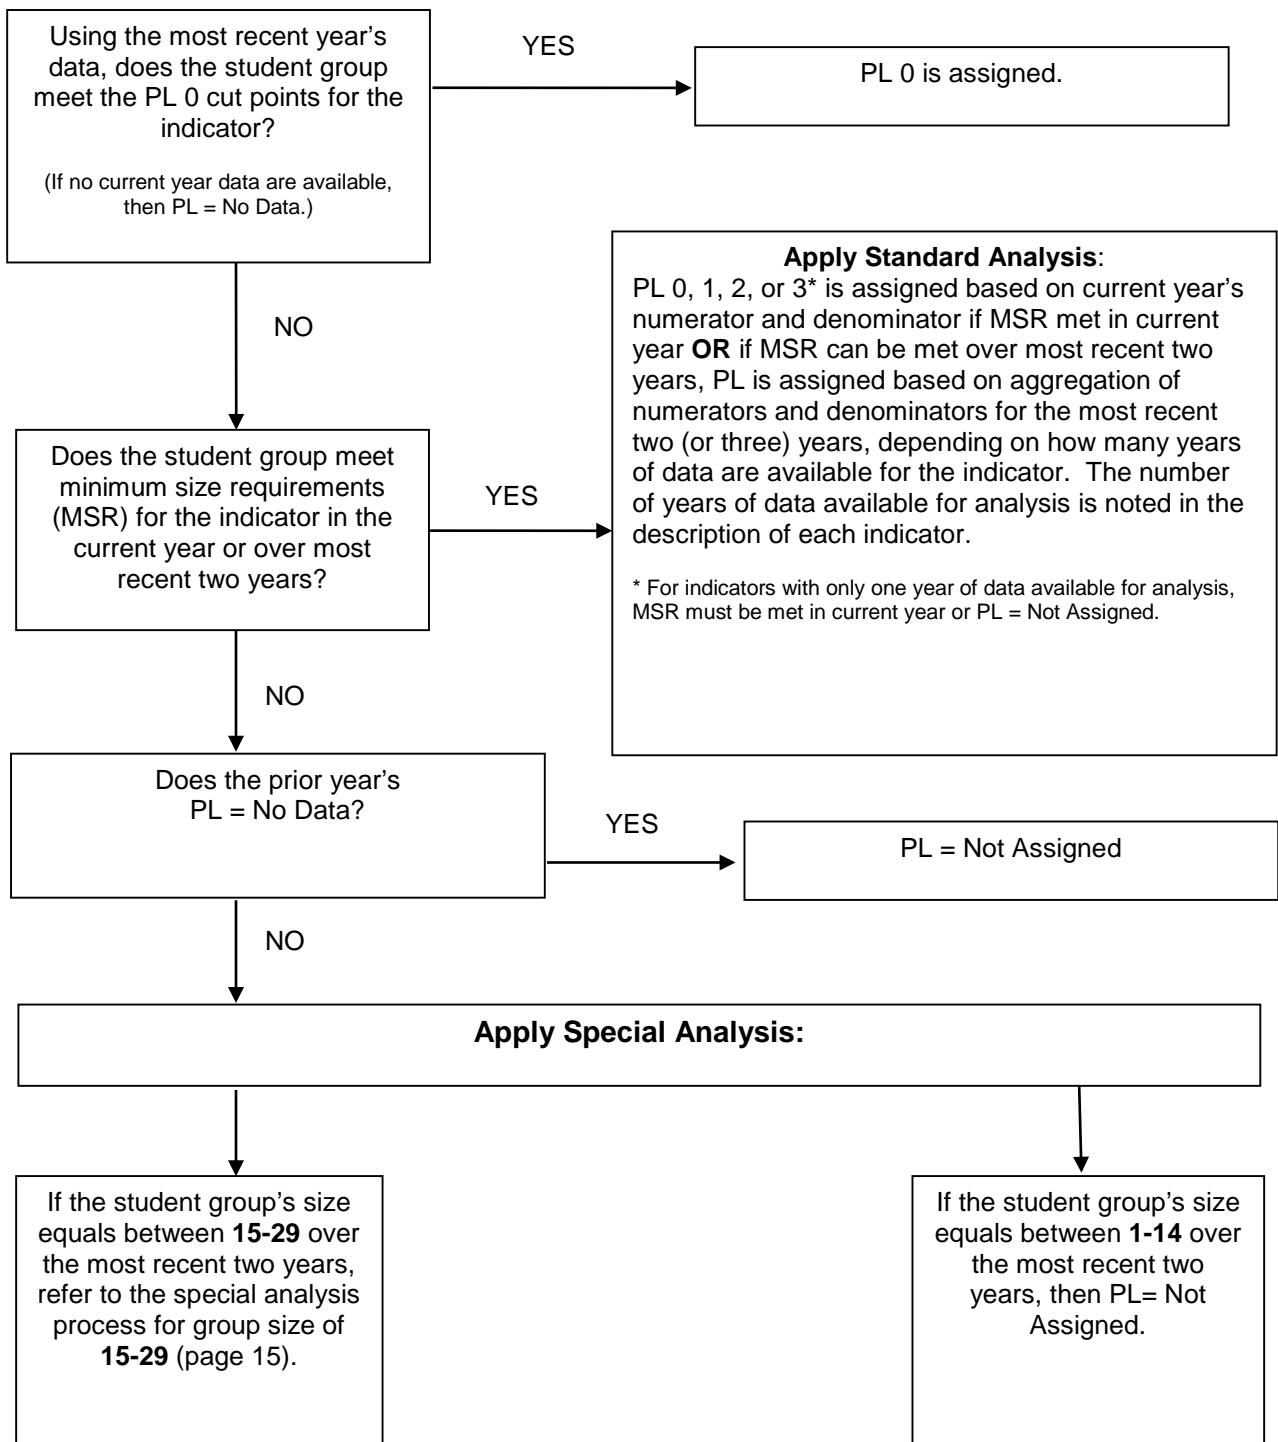 Using the most recent year’s
data, does the student group
meet the PL 0 cut points for the
indicator?
(If no current year data are available,
then PL = No Data.)
YES
PL 0 is assigned.
NO
Apply Standard Analysis:
PL 0, 1, 2, or 3* is assigned based on current year’s
numerator and denominator if MSR met in current
year OR if MSR can be met over most recent two
years, PL is assigned based on aggregation of
numerators and denominators for the most recent
two (or three) years, depending on how many years
of data are available for the indicator. The number
of years of data available for analysis is noted in the
description of each indicator.
* For indicators with only one year of data available for analysis,
MSR must be met in current year or PL = Not Assigned.
Does the student group meet
minimum size requirements
(MSR) for the indicator in the
current year or over most
recent two years?
YES
NO
Does the prior year’s
PL = No Data?
YES
PL = Not Assigned
NO
Apply Special Analysis:
If the student group’s size
equals between 15-29 over
the most recent two years,
refer to the special analysis
process for group size of
15-29 (page 15).
If the student group’s size
equals between 1-14 over
the most recent two
years, then PL= Not
Assigned.